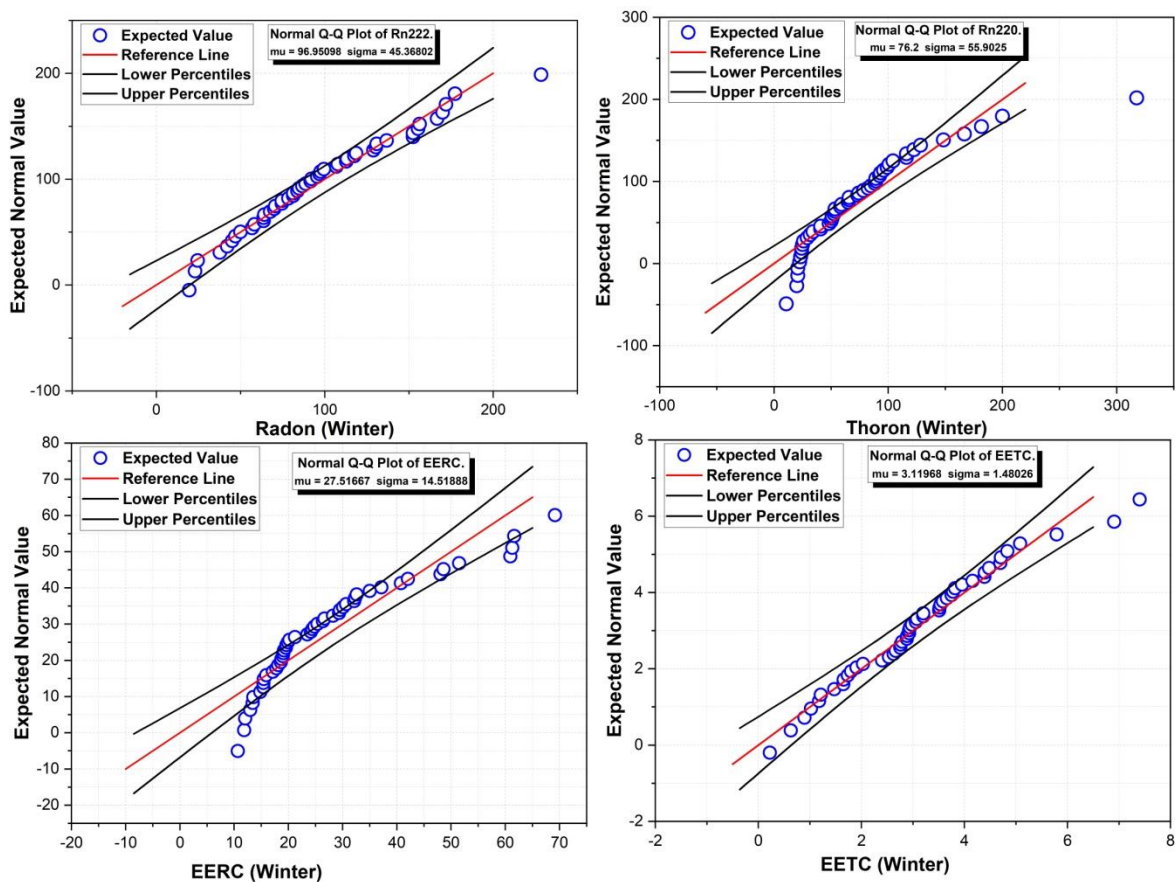 Expected Value
Reference Line
Lower Percentiles
Upper Percentiles
Normal Q-Q Plot of Rn222.
mu = 96.95098 sigma = 45.36802
Expected Normal Value
200
100
0
-100
0
100
200
Radon (Winter)
Expected Value
Reference Line
Lower Percentiles
Upper Percentiles
Normal Q-Q Plot of Rn220.
mu = 76.2 sigma = 55.9025
Expected Normal Value
300
200
100
0
-100
-100
0
100
200
300
Thoron (Winter)
Expected Value
Reference Line
Lower Percentiles
Upper Percentiles
Normal Q-Q Plot of EERC.
mu = 27.51667 sigma = 14.51888
Expected Normal Value
80
70
60
50
40
30
20
10
0
-10
-20
-20
-10
0
10
20
30
40
50
60
70
EERC (Winter)
Expected Value
Reference Line
Lower Percentiles
Upper Percentiles
Normal Q-Q Plot of EETC.
mu = 3.11968 sigma = 1.48026
Expected Normal Value
8
6
4
2
0
-2
-2
0
2
4
6
8
EETC (Winter)